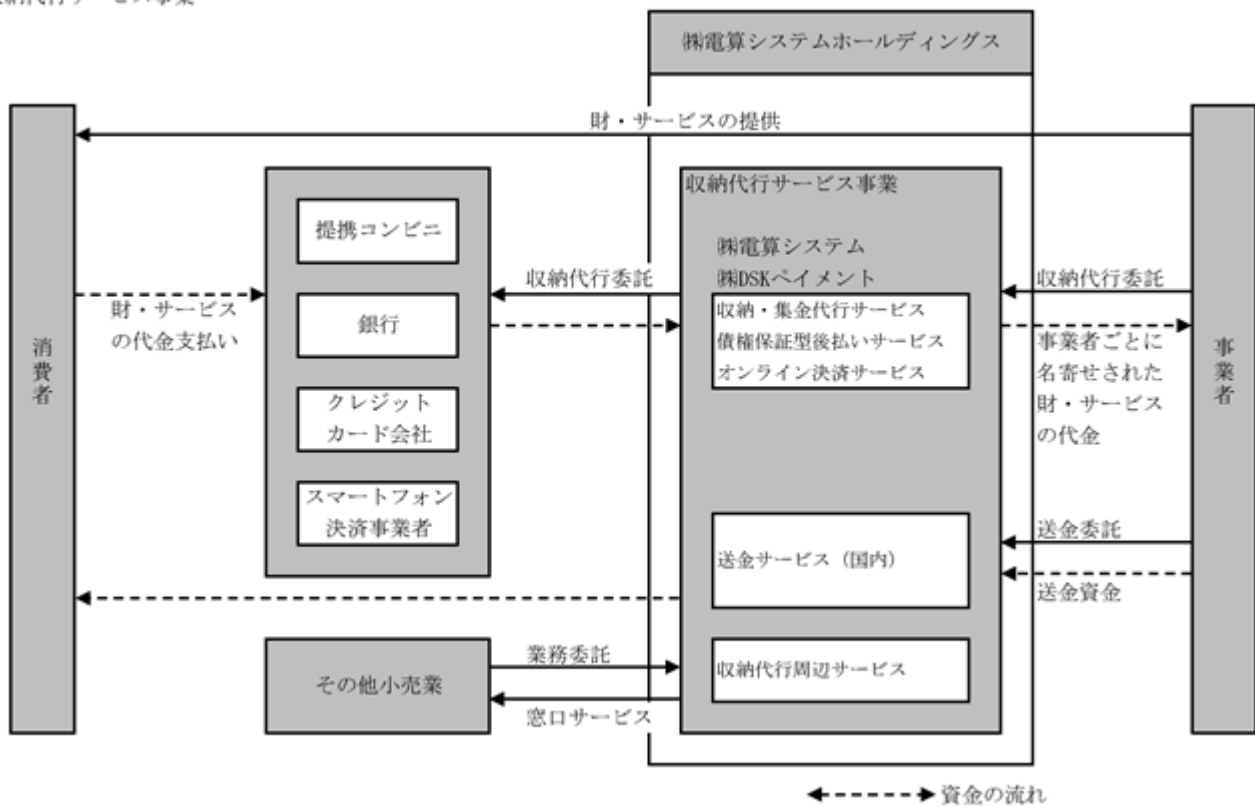 収納代行サービス事業
㈱電算システムホールディングス
財・サービスの提供
消費者
財・サービス
の代金支払い
提携コンビニ
銀行
クレジット
カード会社
スマートフォン
決済事業者
収納代行委託
収納代行サービス事業
㈱電算システム
㈱DSKペイメント
収納・集金代行サービス
債権保証型後払いサービス
オンライン決済サービス
収納代行委託
事業者ごとに
名寄せされた
財・サービス
の代金
事業者
送金サービス（国内）
送金委託
送金資金
その他小売業
業務委託
窓口サービス
収納代行周辺サービス
資金の流れ